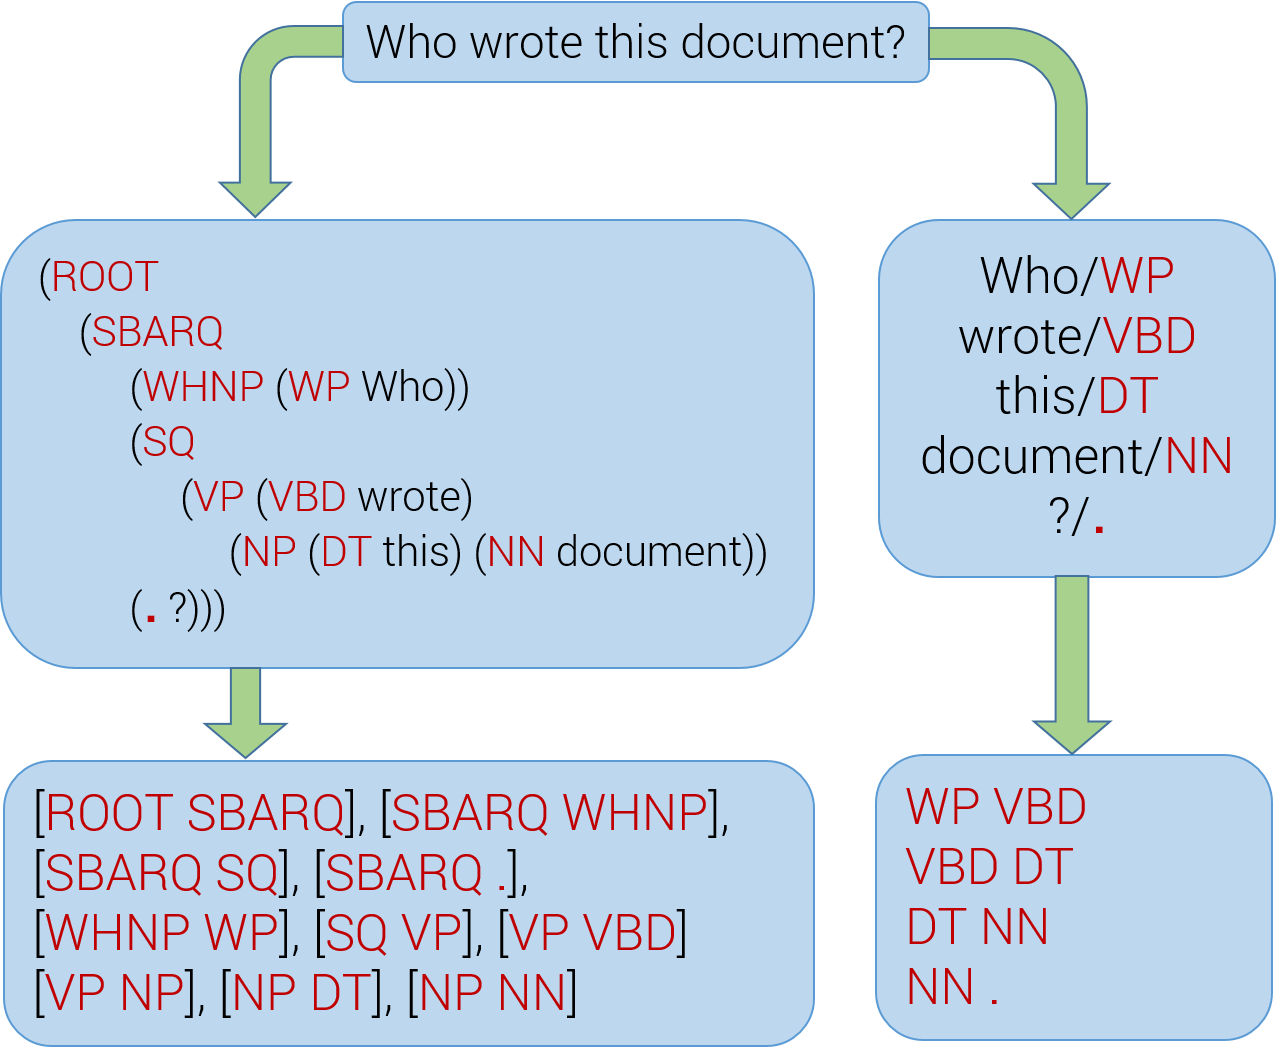 Who wrote this document?
(ROOT
(SBARQ
(WHNP (WP Who))
(SQ
(VP (VBD wrote)
(NP (DT this) (NN document))
(. ?)))
[ROOT SBARQ], [SBARQ WHNP],
[SBARQ SQ], [SBARQ .],
[WHNP WP], [SQ VP], [VP VBD]
[VP NP], [NP DT], [NP NN]
Who/WP
wrote/VBD
this/DT
document/NN
?/.
WP VBD
VBD DT
DT NN
NN .